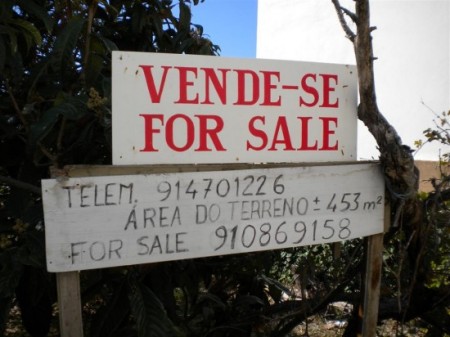 VENDE-SE
FOR SALE
TELEM. 914701226
ÁREA DO TERRENO ± 453 m²
FOR SALE 910869158